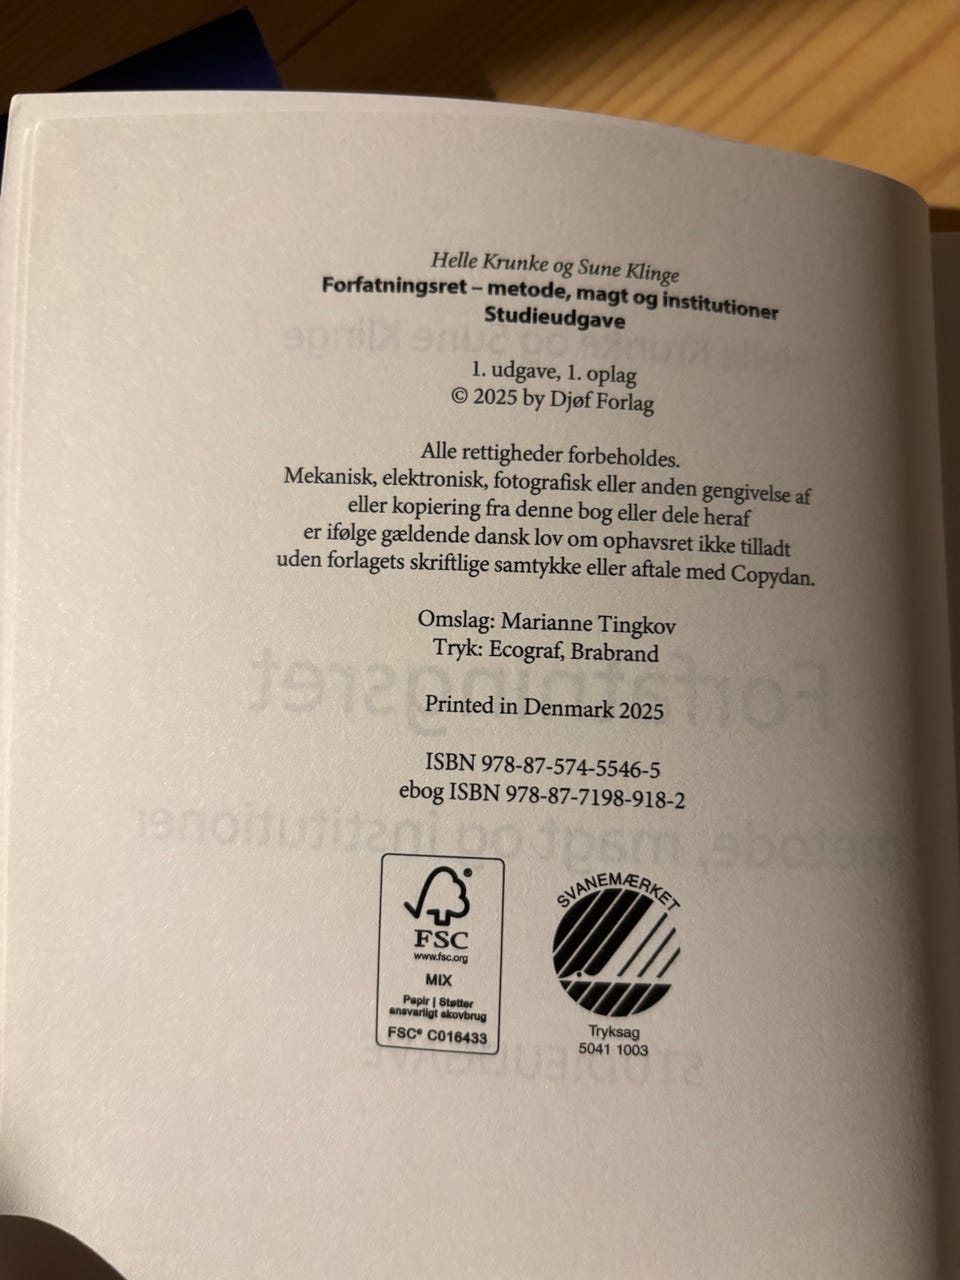 Helle Krunke og Sune Klinge
Forfatningsret – metode, magt og institutioner
Studieudgave
1. udgave, 1. oplag
© 2025 by Djøf Forlag
Alle rettigheder forbeholdes.
Mekanisk, elektronisk, fotografisk eller anden gengivelse af
eller kopiering fra denne bog eller dele heraf
er ifølge gældende dansk lov om ophavsret ikke tilladt
uden forlagets skriftlige samtykke eller aftale med Copydan.
Omslag: Marianne Tingkov
Tryk: Ecograf, Brabrand
Printed in Denmark 2025
ISBN 978-87-574-5546-5
ebog ISBN 978-87-7198-918-2
®
FSC
www.fsc.org
MIX
Papir | Støtter
ansvarligt skovbrug
FSC® C016433
SVANEMÆRKET
Tryksag
5041 1003